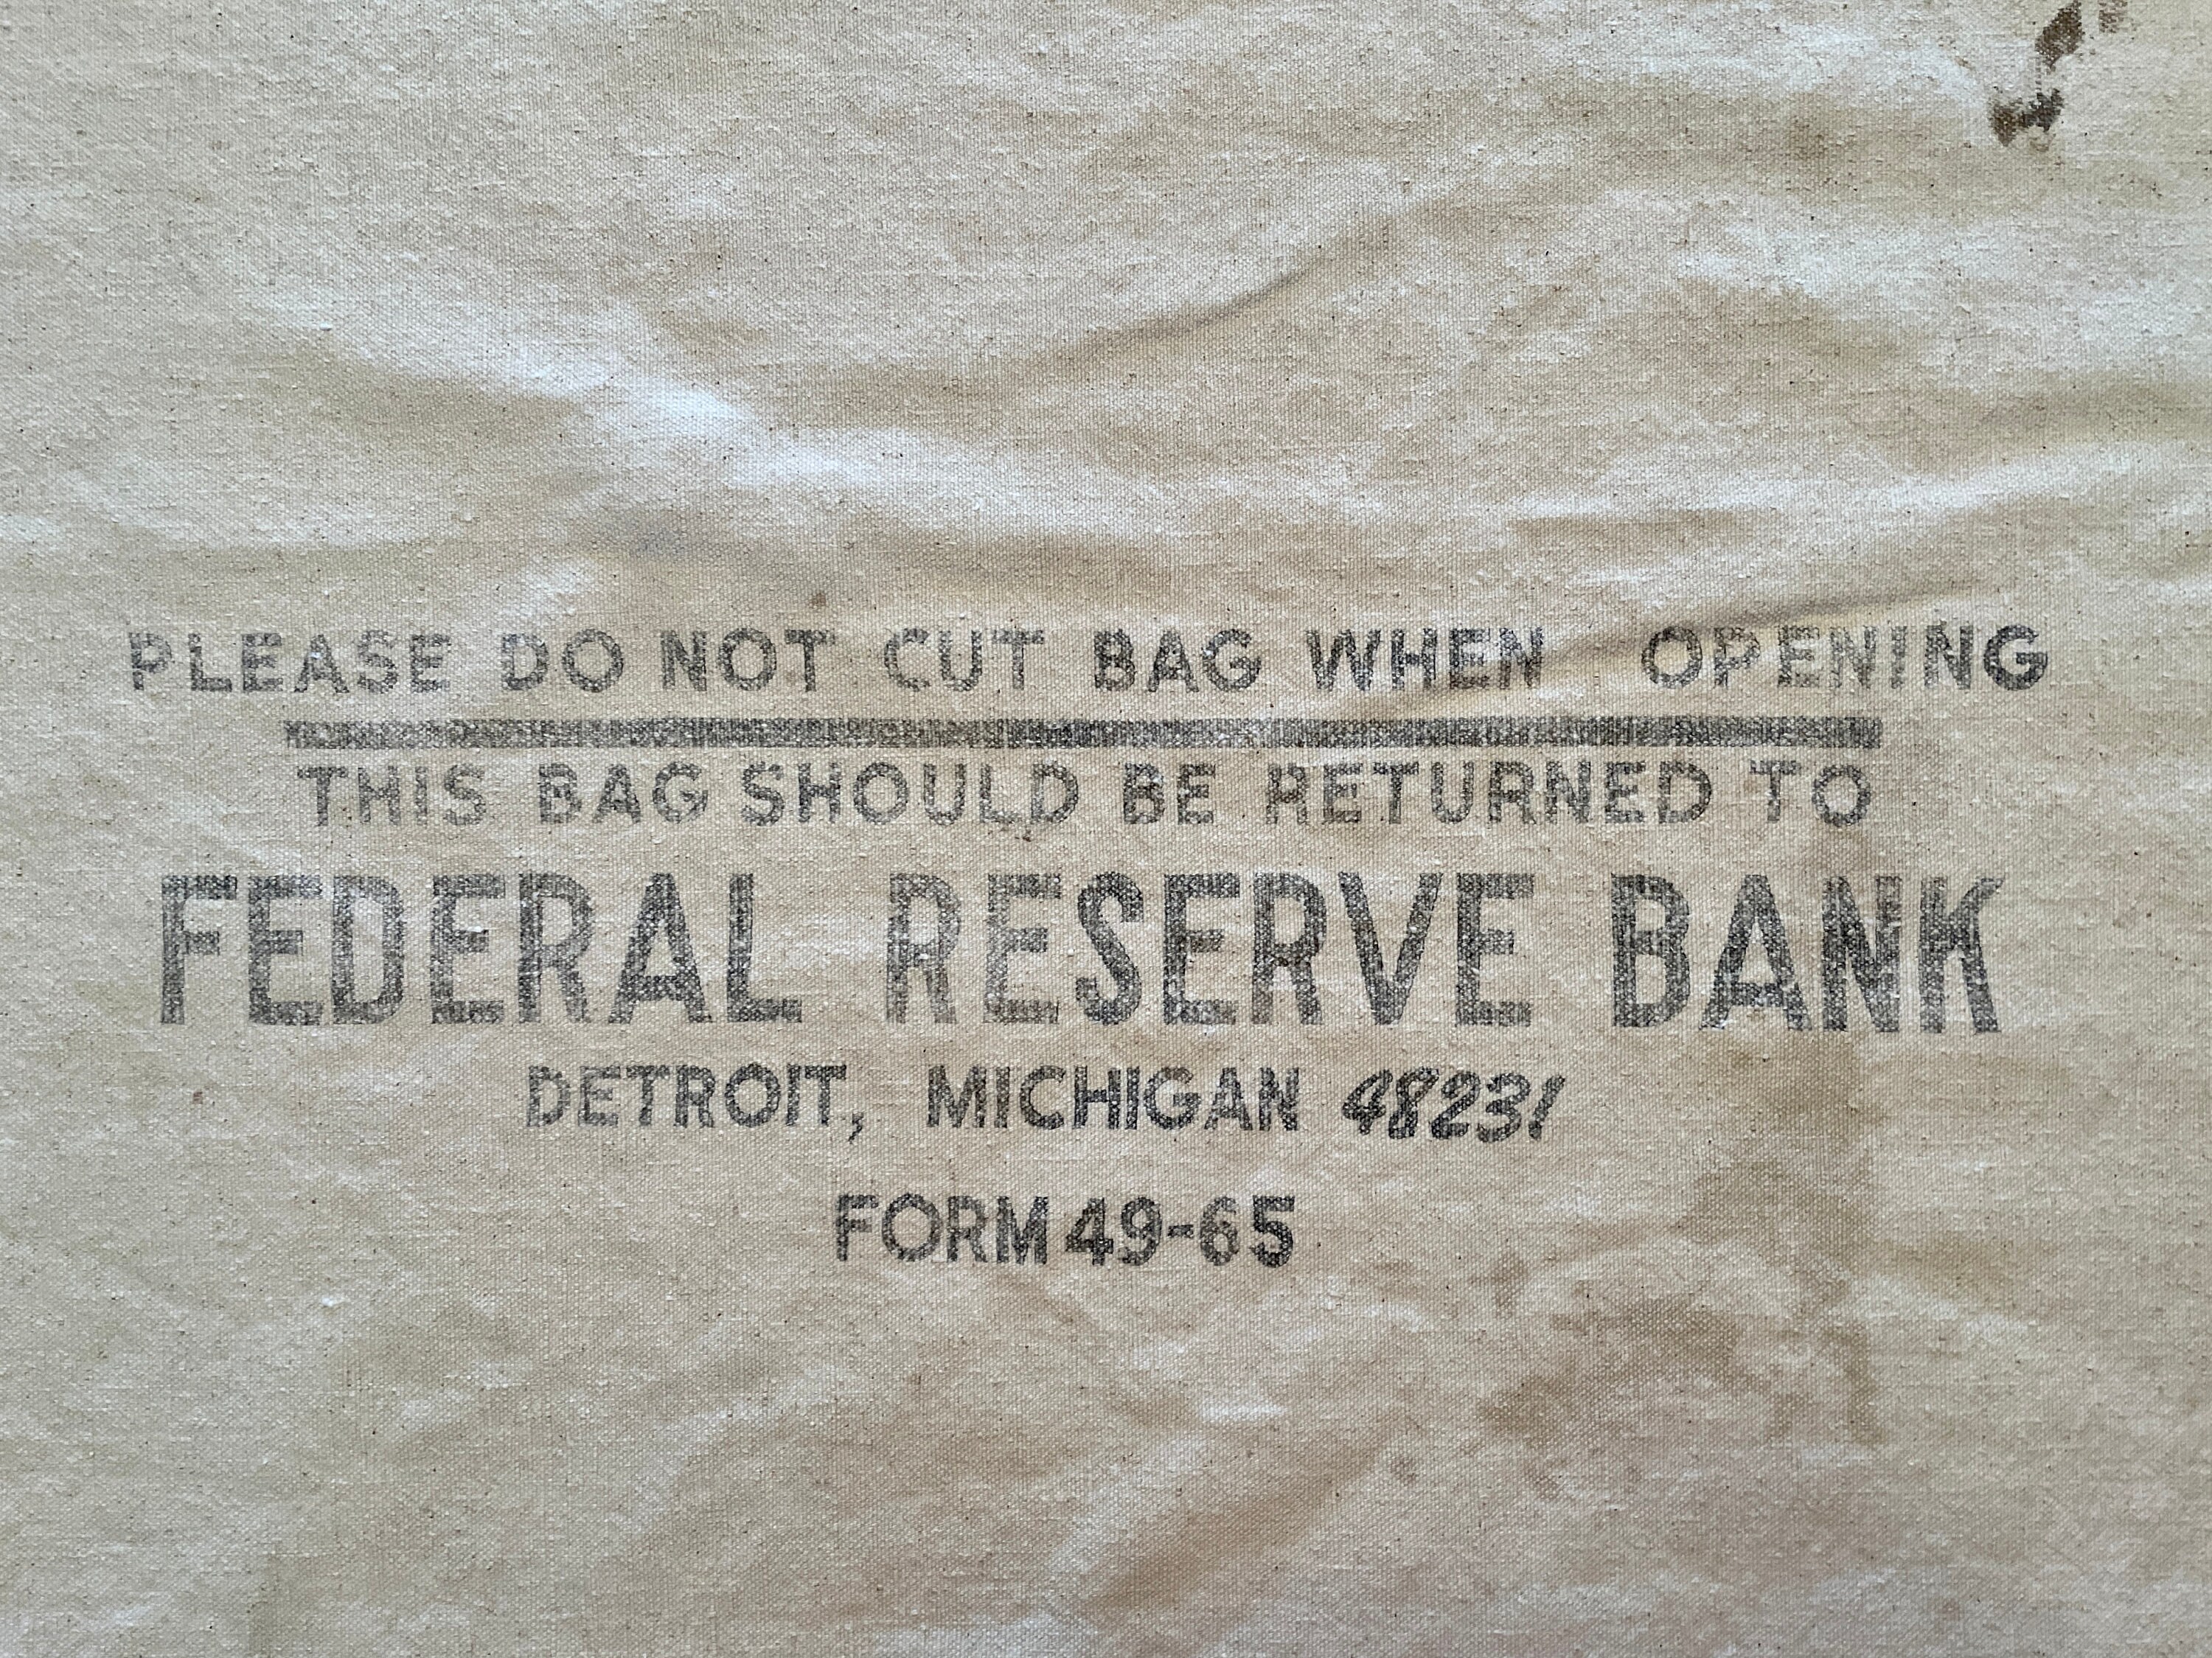 PLEASE DO NOT CUT BAG WHEN OPENING
THIS BAG SHOULD BE RETURNED TO
FEDERAL RESERVE BANK
DETROIT, MICHIGAN 48231
FORM 49-65